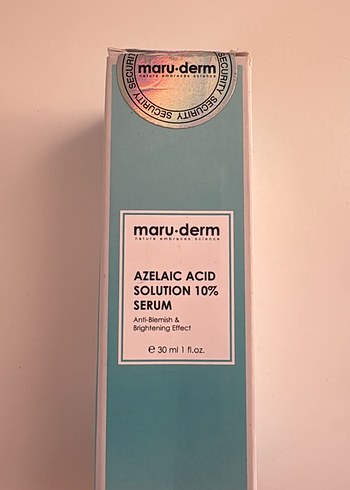 maru·derm
nature embraces science
SECURITY SECURITY SECURITY
maru·derm
nature embraces science
AZELAIC ACID
SOLUTION 10%
SERUM
Anti-Blemish &
Brightening Effect
e 30 ml 1 fl.oz.